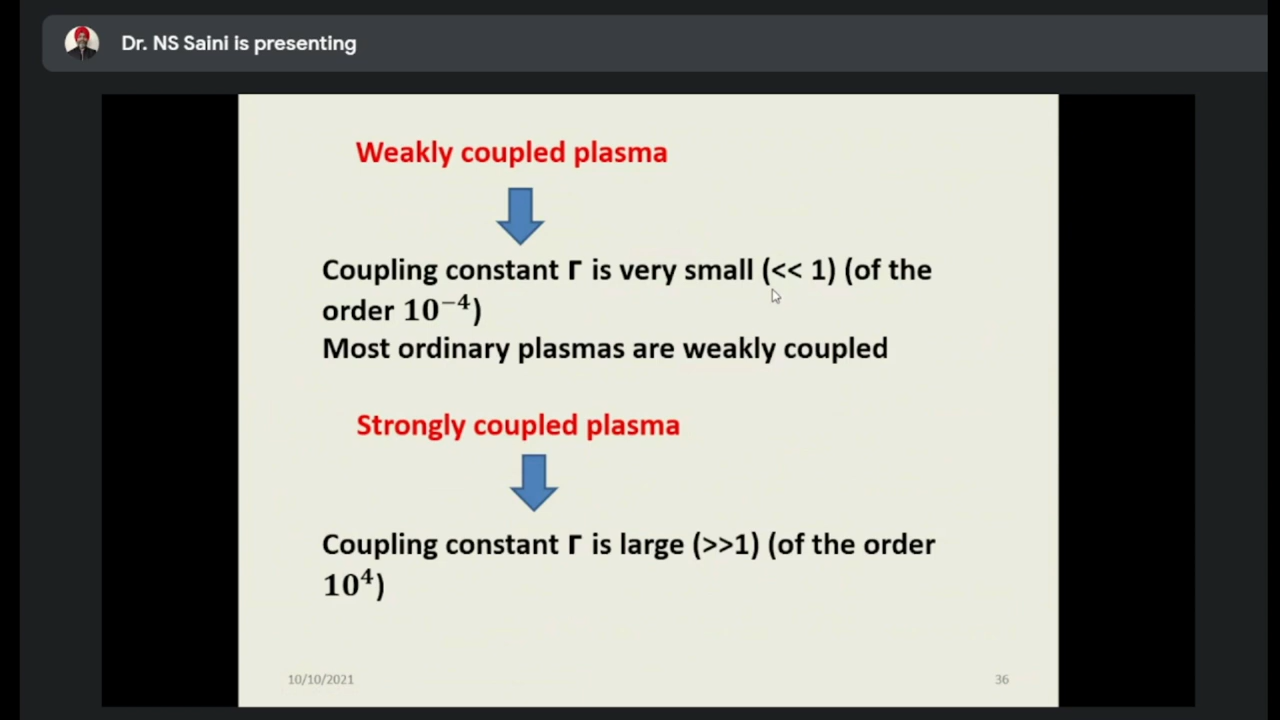 Dr. NS Saini is presenting
Weakly coupled plasma
Coupling constant Γ is very small (<< 1) (of the
order 10⁻⁴)
Most ordinary plasmas are weakly coupled
Strongly coupled plasma
Coupling constant Γ is large (>>1) (of the order
10⁴)
10/10/2021
36